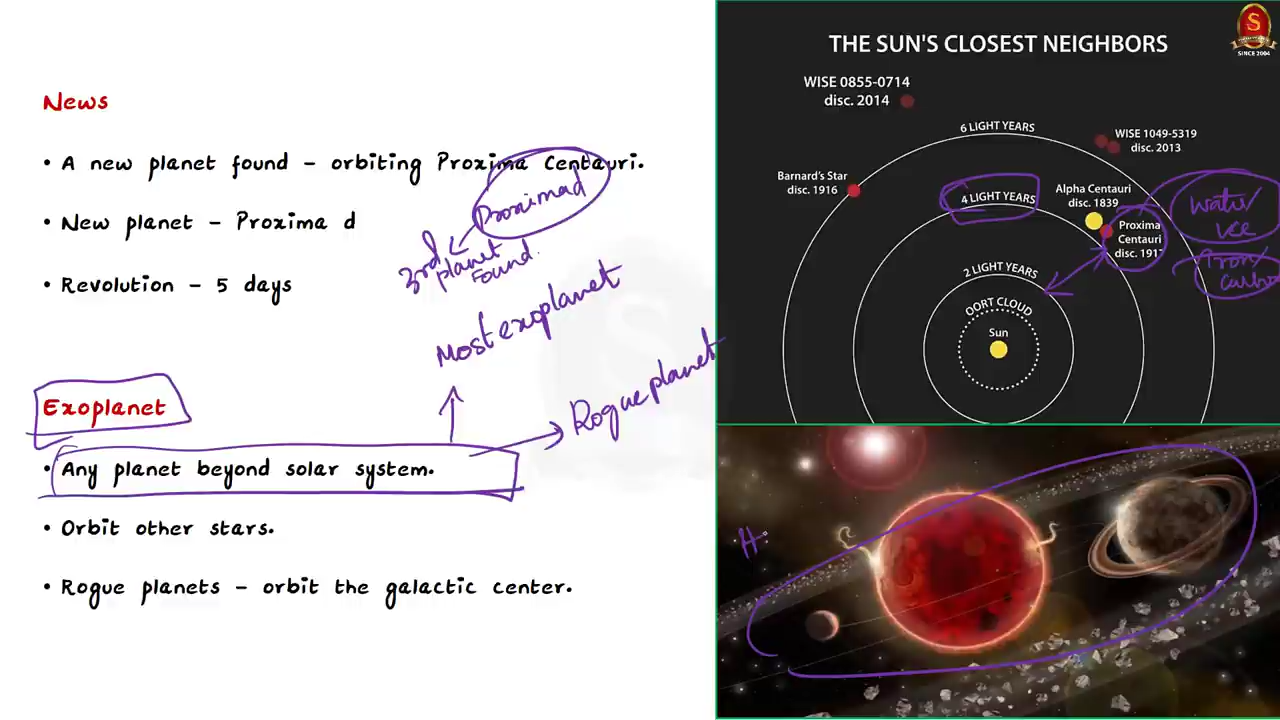 News
• A new planet found – orbiting Proxima Centauri.
• New planet – Proxima d
• Revolution – 5 days
Proximad
3rd planet
Found.
Most exoplanet
Rogue planet
Exoplanet
• Any planet beyond solar system.
• Orbit other stars.
• Rogue planets – orbit the galactic center.
S
SINCE 2004
THE SUN'S CLOSEST NEIGHBORS
WISE 0855-0714
disc. 2014
6 LIGHT YEARS
WISE 1049-5319
disc. 2013
Barnard's Star
disc. 1916
4 LIGHT YEARS
Alpha Centauri
disc. 1839
Proxima
Centauri
disc. 191
water
Iron/
2 LIGHT YEARS
OORT CLOUD
Sun
H